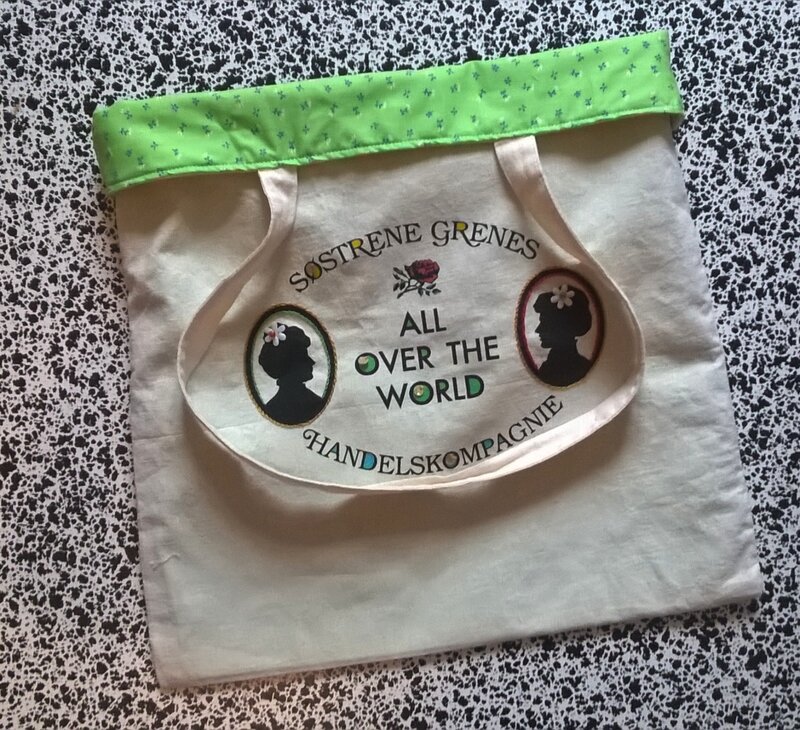 SØSTRENE GRENES
ALL
OVER THE
WORLD
HANDELSKOMPAGNIE